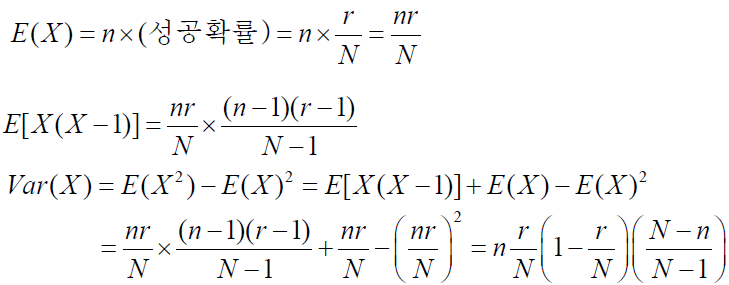 E(X) = n × (성공확률) = n × r/N = nr/N
E[X(X − 1)] = nr/N × (n−1)(r−1)/N−1
Var(X) = E(X²) − E(X)² = E[X(X − 1)] + E(X) − E(X)²
= nr/N × (n−1)(r−1)/N−1 + nr/N − (nr/N)² = n r/N (1 − r/N)(N−n/N−1)